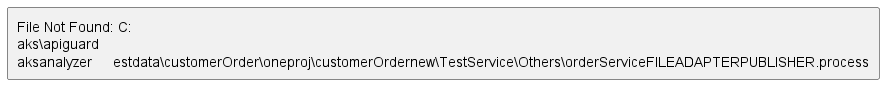 File Not Found: C:
aks\apiguard
aksanalyzer estdata\customerOrder\oneproj\customerOrdernew\TestService\Others\orderServiceFILEADAPTERPUBLISHER.process